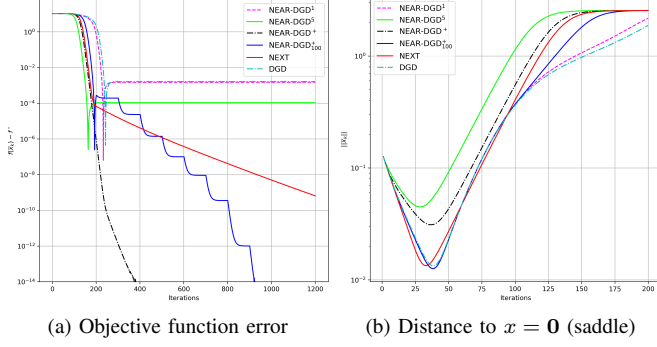 NEAR-DGD¹
NEAR-DGD⁵
NEAR-DGD⁺
NEAR-DGD⁺₁₀₀
NEXT
DGD
10⁰
10⁻²
10⁻⁴
10⁻⁶
10⁻⁸
10⁻¹⁰
10⁻¹²
10⁻¹⁴
f(x̄ₖ) − f*
0 200 400 600 800 1000 1200
Iterations
(a) Objective function error
NEAR-DGD¹
NEAR-DGD⁵
NEAR-DGD⁺
NEAR-DGD⁺₁₀₀
NEXT
DGD
10⁰
10⁻¹
10⁻²
||x̄ₖ||
0 25 50 75 100 125 150 175 200
Iterations
(b) Distance to x = 0 (saddle)